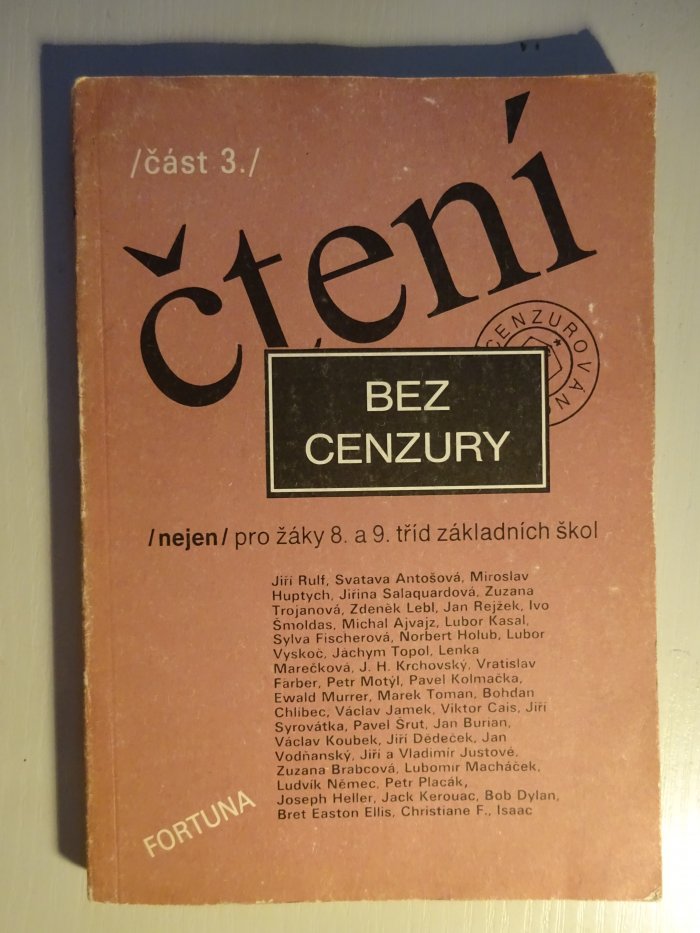 /část 3./
čtení
CENZUROVÁNO
BEZ
CENZURY
/nejen/ pro žáky 8. a 9. tříd základních škol
Jiří Rulf, Svatava Antošová, Miroslav
Huptych, Jiřina Salaquardová, Zuzana
Trojanová, Zdeněk Lebl, Jan Rejžek, Ivo
Šmoldas, Michal Ajvajz, Lubor Kasal,
Sylva Fischerová, Norbert Holub, Lubor
Vyskoč, Jáchym Topol, Lenka
Marečková, J. H. Krchovský, Vratislav
Färber, Petr Motýl, Pavel Kolmačka,
Ewald Murrer, Marek Toman, Bohdan
Chlíbec, Václav Jamek, Viktor Cais, Jiří
Syrovátka, Pavel Šrut, Jan Burian,
Václav Koubek, Jiří Dědeček, Jan
Vodňanský, Jiří a Vladimír Justové,
Zuzana Brabcová, Lubomír Macháček,
Ludvík Němec, Petr Placák,
Joseph Heller, Jack Kerouac, Bob Dylan,
Bret Easton Ellis, Christiane F., Isaac
FORTUNA